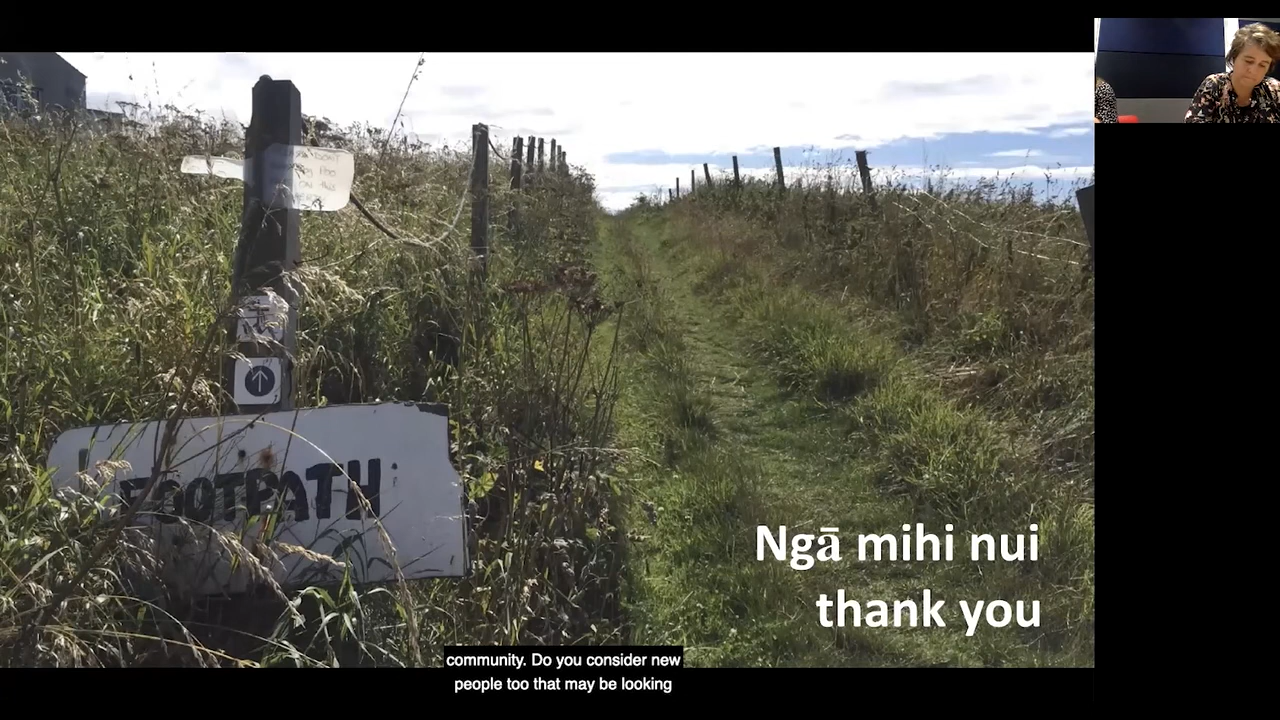 FOOTPATH
Ngā mihi nui
thank you
community. Do you consider new
people too that may be looking